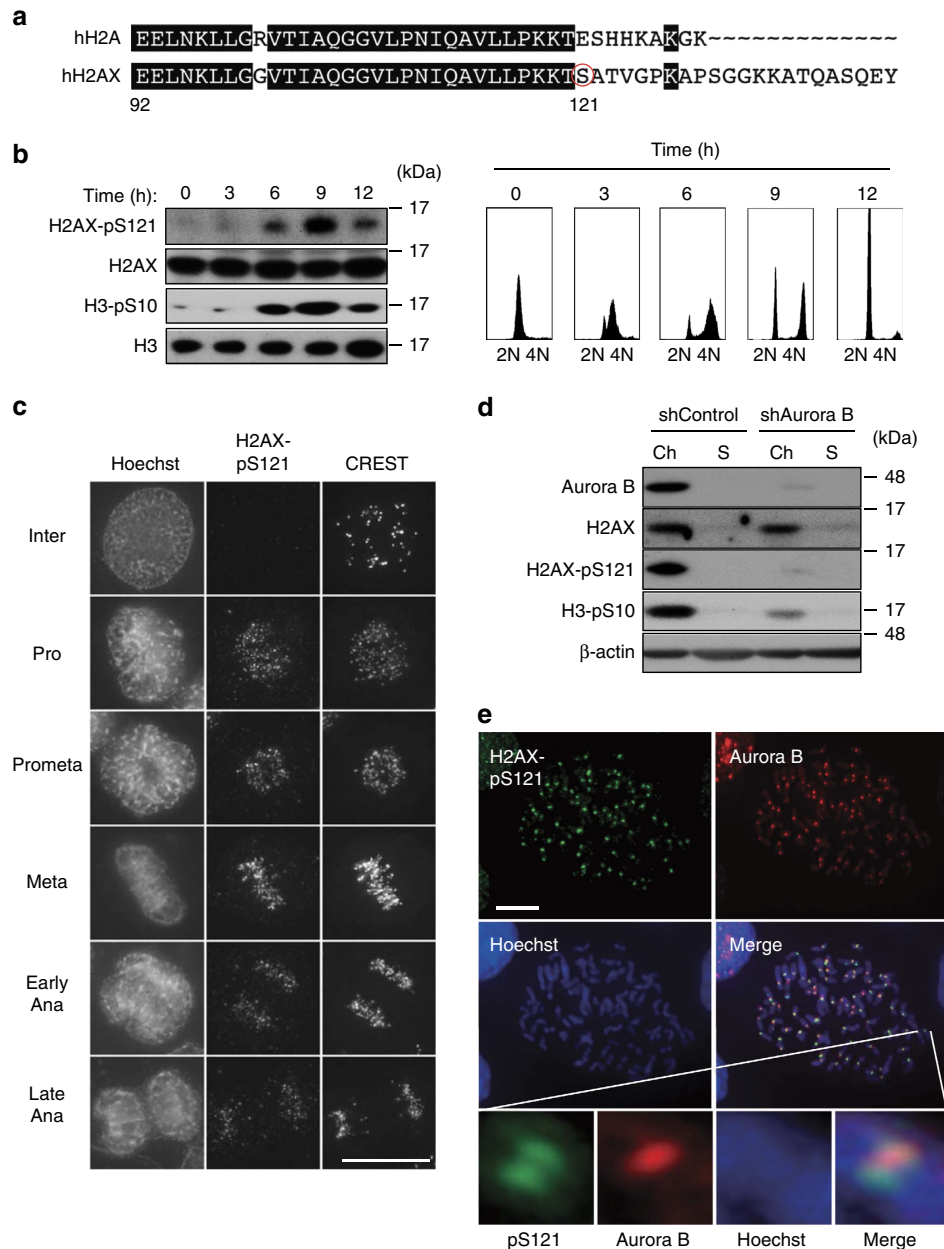 a
hH2A EELNKLLGRVTIAQGGVLPNIQAVLLPKKTESHHKAKGK~~~~~~~~~~~~~
hH2AX EELNKLLGGVTIAQGGVLPNIQAVLLPKKTSATVGPKAPSGGKKATQASQEY
92 121
b
(kDa)
Time (h): 0 3 6 9 12
H2AX-pS121
17
H2AX
17
H3-pS10
17
H3
17
Time (h)
0 3 6 9 12
2N 4N 2N 4N 2N 4N 2N 4N 2N 4N
c
Hoechst H2AX-pS121 CREST
Inter
Pro
Prometa
Meta
Early
Ana
Late
Ana
d
shControl shAurora B
(kDa)
Ch S Ch S
Aurora B
48
17
H2AX
17
H2AX-pS121
H3-pS10
17
48
β-actin
e
H2AX-
pS121
Aurora B
Hoechst
Merge
pS121 Aurora B Hoechst Merge